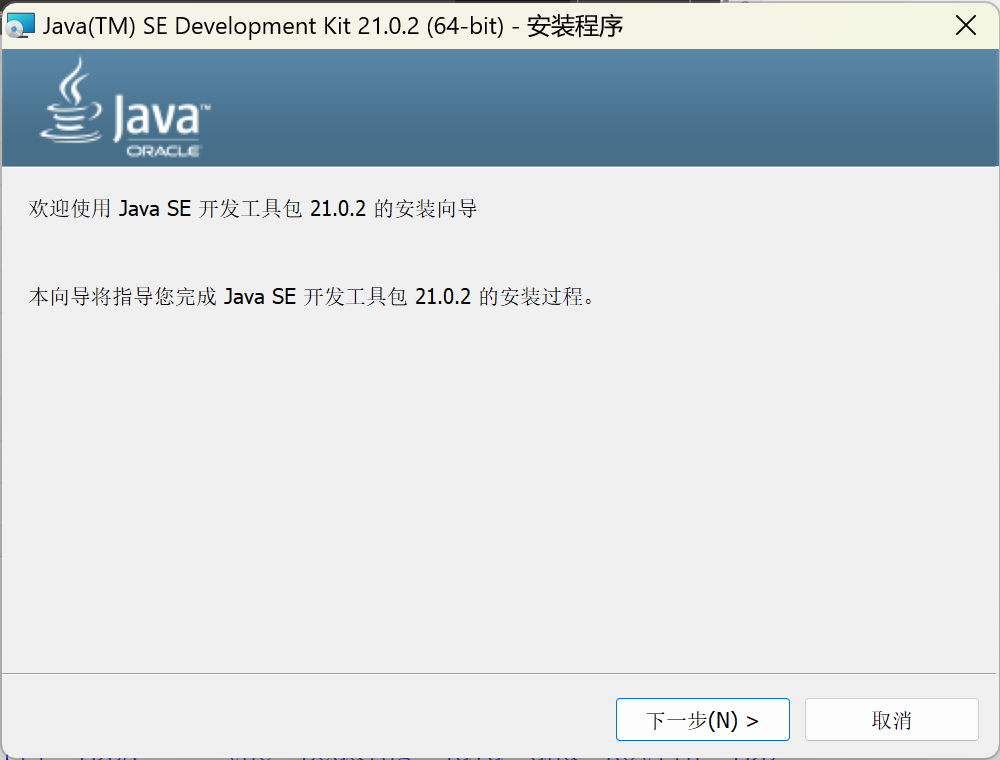 Java(TM) SE Development Kit 21.0.2 (64-bit) - 安装程序
Java™
ORACLE
欢迎使用 Java SE 开发工具包 21.0.2 的安装向导
本向导将指导您完成 Java SE 开发工具包 21.0.2 的安装过程。
下一步(N) >
取消